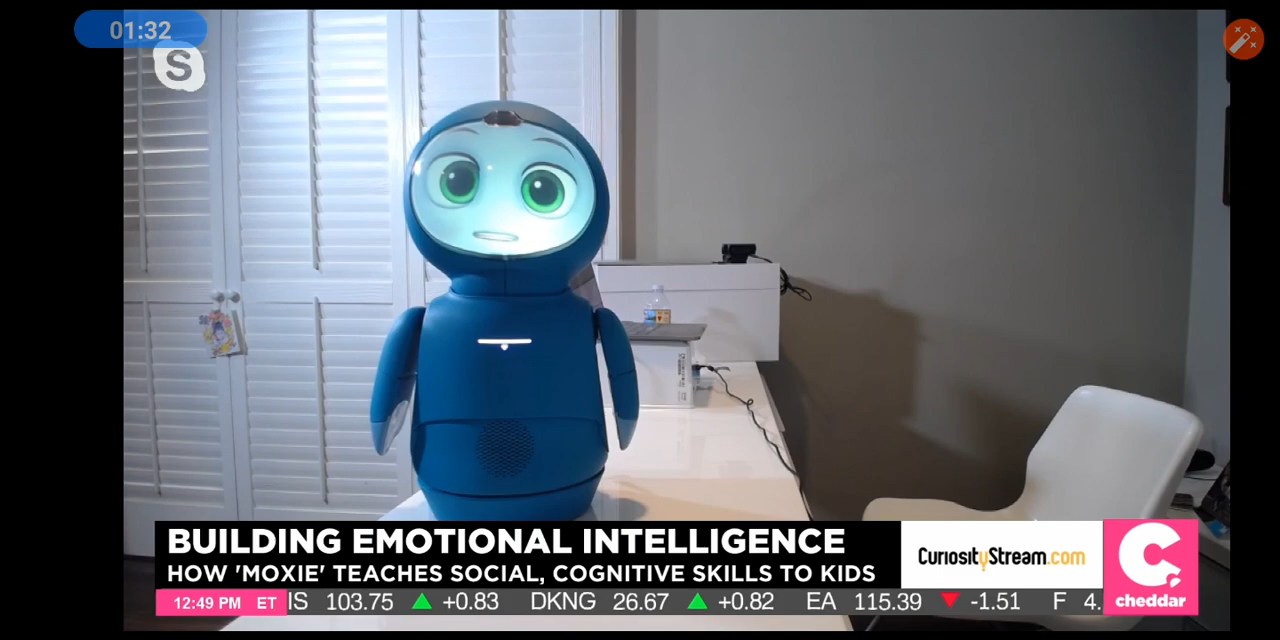 01:32
S
BUILDING EMOTIONAL INTELLIGENCE
HOW 'MOXIE' TEACHES SOCIAL, COGNITIVE SKILLS TO KIDS
CURIOSITYSTREAM.com
C
cheddar
12:49 PM ET IS 103.75 ▲ +0.83 DKNG 26.67 ▲ +0.82 EA 115.39 ▼ -1.51 F 4.